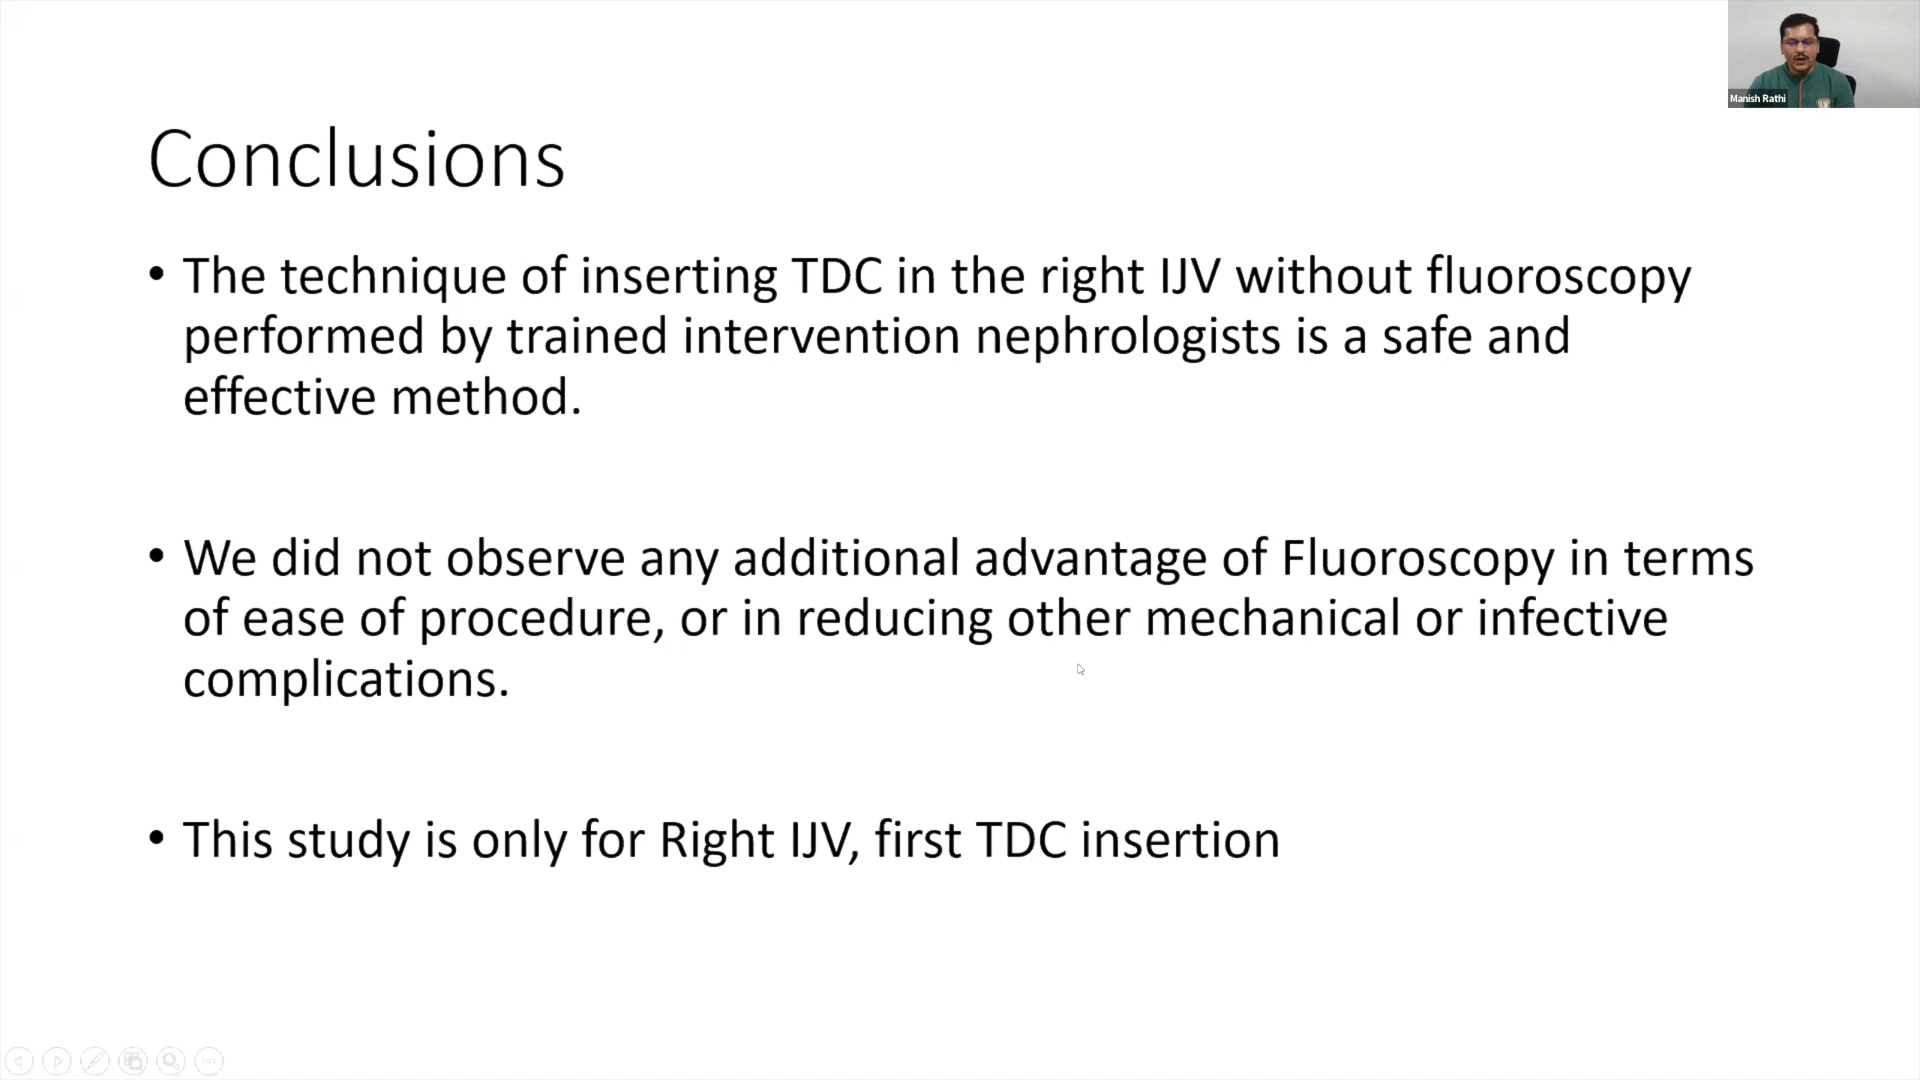 Manish Rathi
Conclusions
• The technique of inserting TDC in the right IJV without fluoroscopy
performed by trained intervention nephrologists is a safe and
effective method.
• We did not observe any additional advantage of Fluoroscopy in terms
of ease of procedure, or in reducing other mechanical or infective
complications.
• This study is only for Right IJV, first TDC insertion